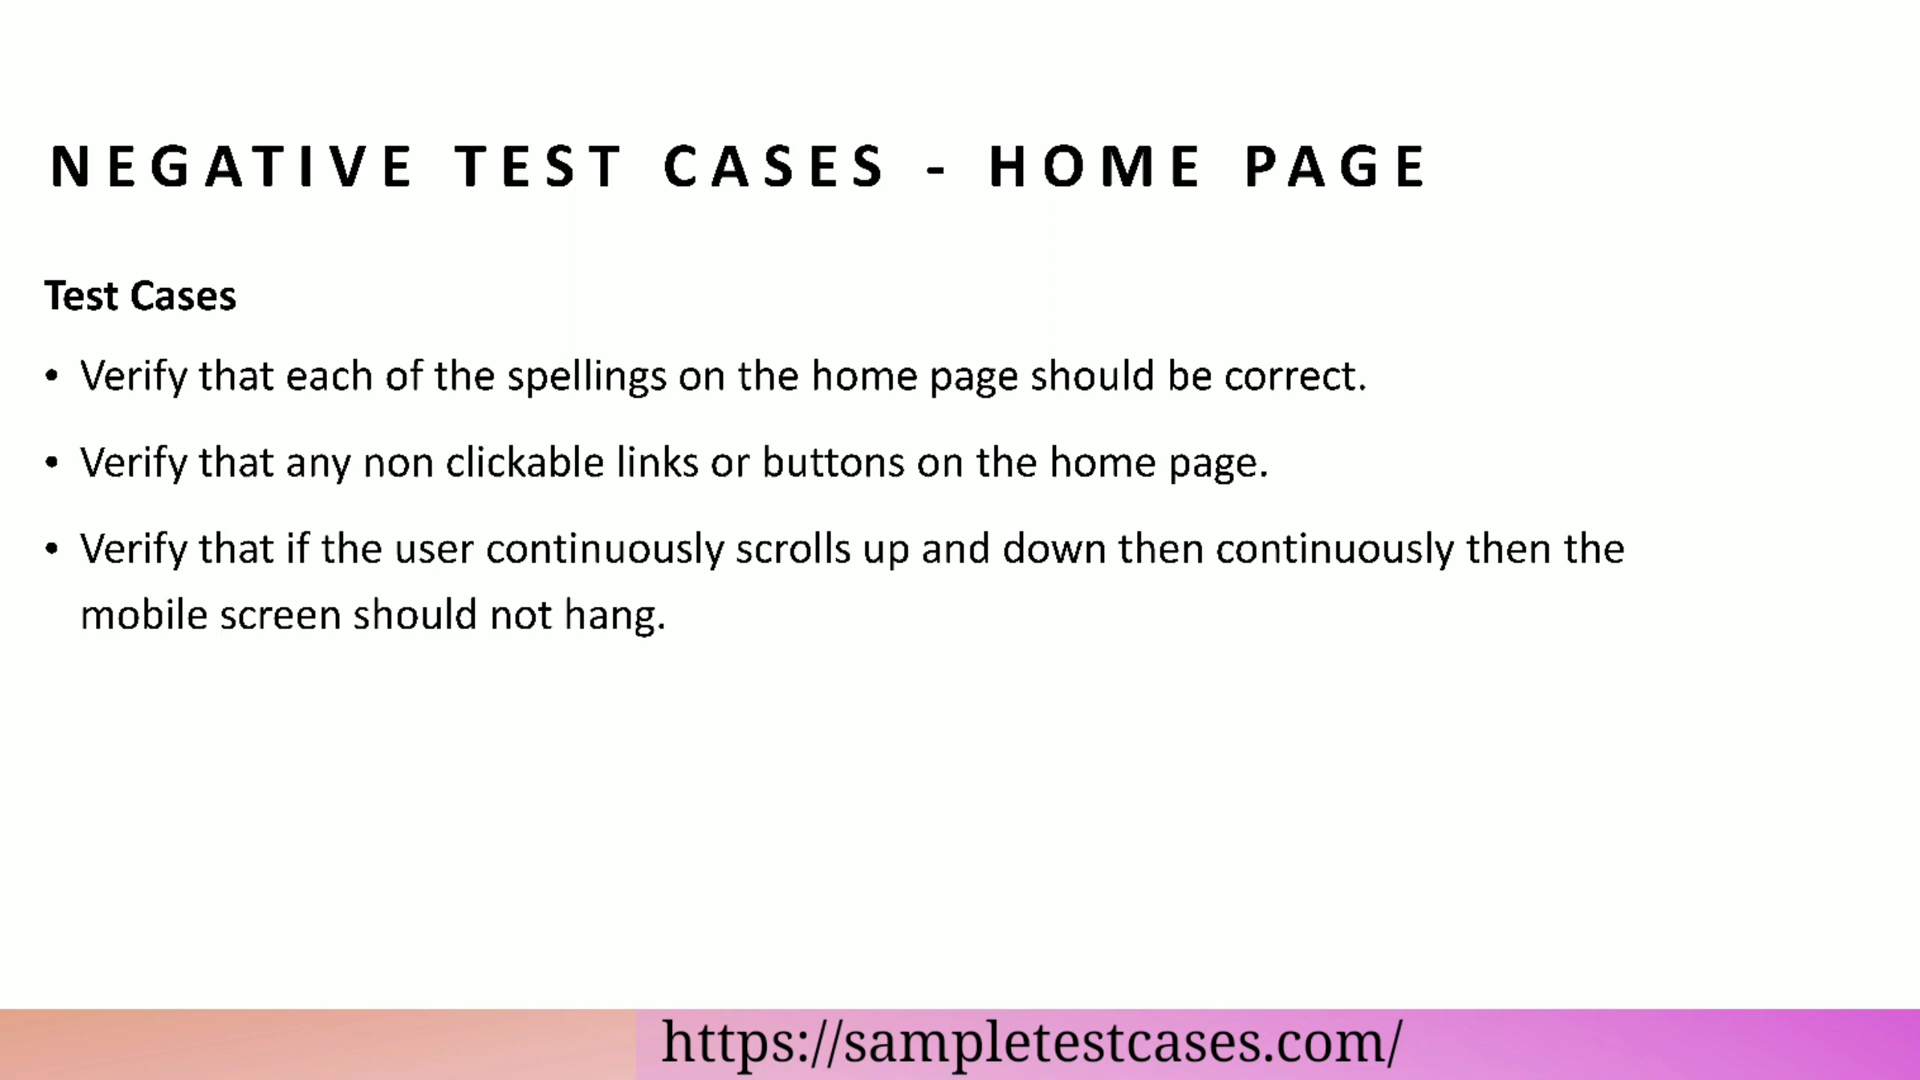 NEGATIVE TEST CASES - HOME PAGE
Test Cases
• Verify that each of the spellings on the home page should be correct.
• Verify that any non clickable links or buttons on the home page.
• Verify that if the user continuously scrolls up and down then continuously then the
mobile screen should not hang.
https://sampletestcases.com/